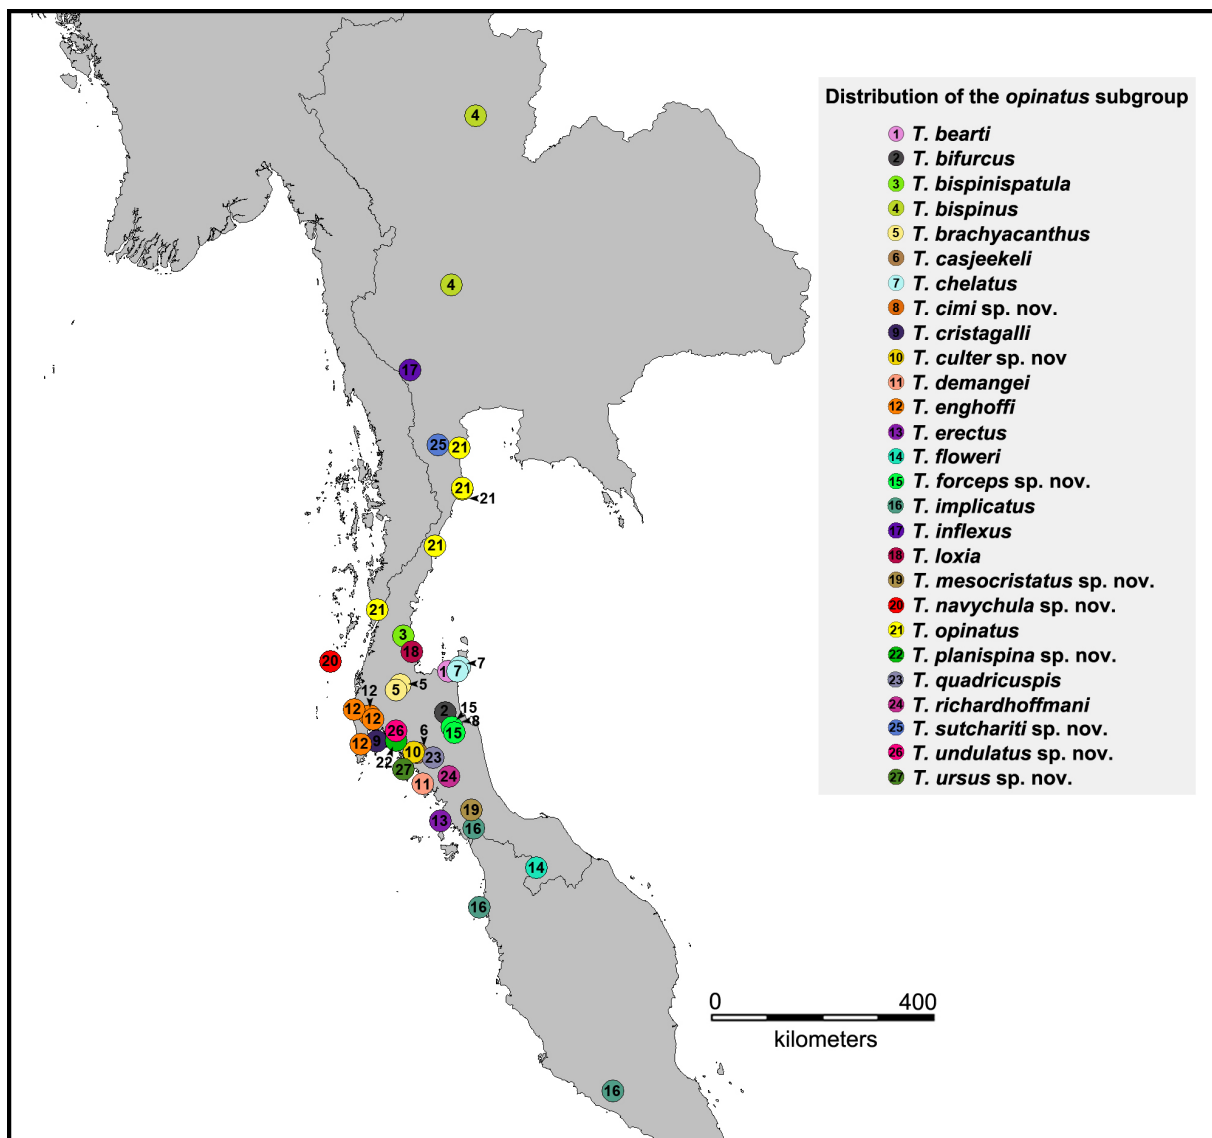 Distribution of the opinatus subgroup
1 T. bearti
2 T. bifurcus
3 T. bispinispatula
4 T. bispinus
5 T. brachyacanthus
6 T. casjeekeli
7 T. chelatus
8 T. cimi sp. nov.
9 T. cristagalli
10 T. culter sp. nov
11 T. demangei
12 T. enghoffi
13 T. erectus
14 T. floweri
15 T. forceps sp. nov.
16 T. implicatus
17 T. inflexus
18 T. loxia
19 T. mesocristatus sp. nov.
20 T. navychula sp. nov.
21 T. opinatus
22 T. planispina sp. nov.
23 T. quadricuspis
24 T. richardhoffmani
25 T. sutchariti sp. nov.
26 T. undulatus sp. nov.
27 T. ursus sp. nov.
4
4
17
25 21
21
21
21
21
3
18
20
1 7 7
5 5
12
12 12
2 15
8
15
26
12 9
22
6
10 23
27
11 24
19
13 16
14
16
0 400
kilometers
16